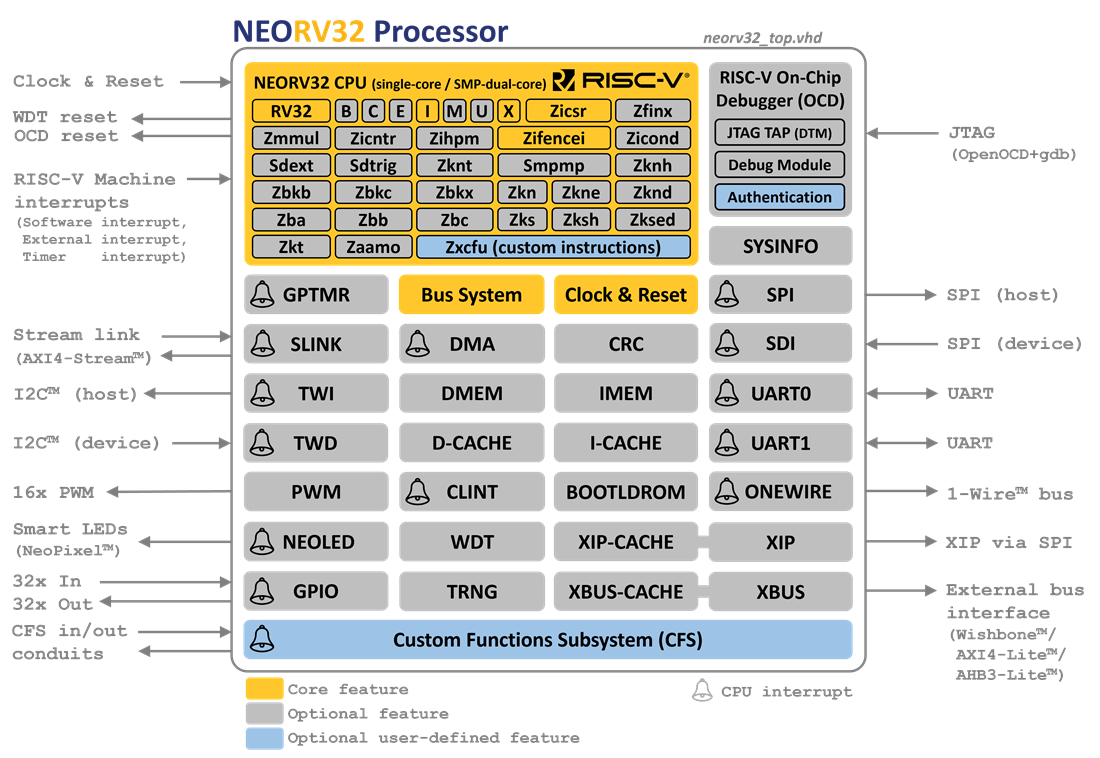 NEORV32 Processor
neorv32_top.vhd
Clock & Reset
WDT reset
OCD reset
RISC-V Machine
interrupts
(Software interrupt,
External interrupt,
Timer interrupt)
Stream link
(AXI4-Stream™)
I2C™ (host)
I2C™ (device)
16x PWM
Smart LEDs
(NeoPixel™)
32x In
32x Out
CFS in/out
conduits
NEORV32 CPU (single-core / SMP-dual-core) RISC-V®
RV32 B C E I M U X Zicsr Zfinx
Zmmul Zicntr Zihpm Zifencei Zicond
Sdext Sdtrig Zknt Smpmp Zknh
Zbkb Zbkc Zbkx Zkn Zkne Zknd
Zba Zbb Zbc Zks Zksh Zksed
Zkt Zaamo Zxcfu (custom instructions)
RISC-V On-Chip
Debugger (OCD)
JTAG TAP (DTM)
Debug Module
Authentication
SYSINFO
GPTMR Bus System Clock & Reset SPI
SLINK DMA CRC SDI
TWI DMEM IMEM UART0
TWD D-CACHE I-CACHE UART1
PWM CLINT BOOTLDROM ONEWIRE
NEOLED WDT XIP-CACHE XIP
GPIO TRNG XBUS-CACHE XBUS
Custom Functions Subsystem (CFS)
JTAG
(OpenOCD+gdb)
SPI (host)
SPI (device)
UART
UART
1-Wire™ bus
XIP via SPI
External bus
interface
(Wishbone™/
AXI4-Lite™/
AHB3-Lite™)
Core feature
Optional feature
Optional user-defined feature
CPU interrupt